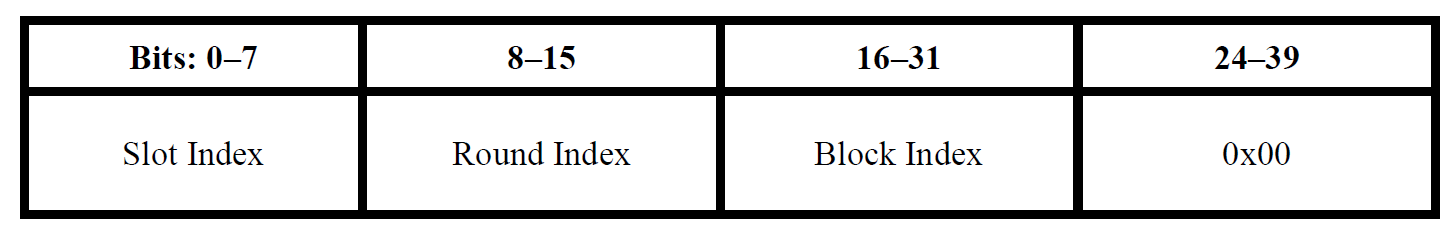 Bits: 0–7 8–15 16–31 24–39
Slot Index Round Index Block Index 0x00